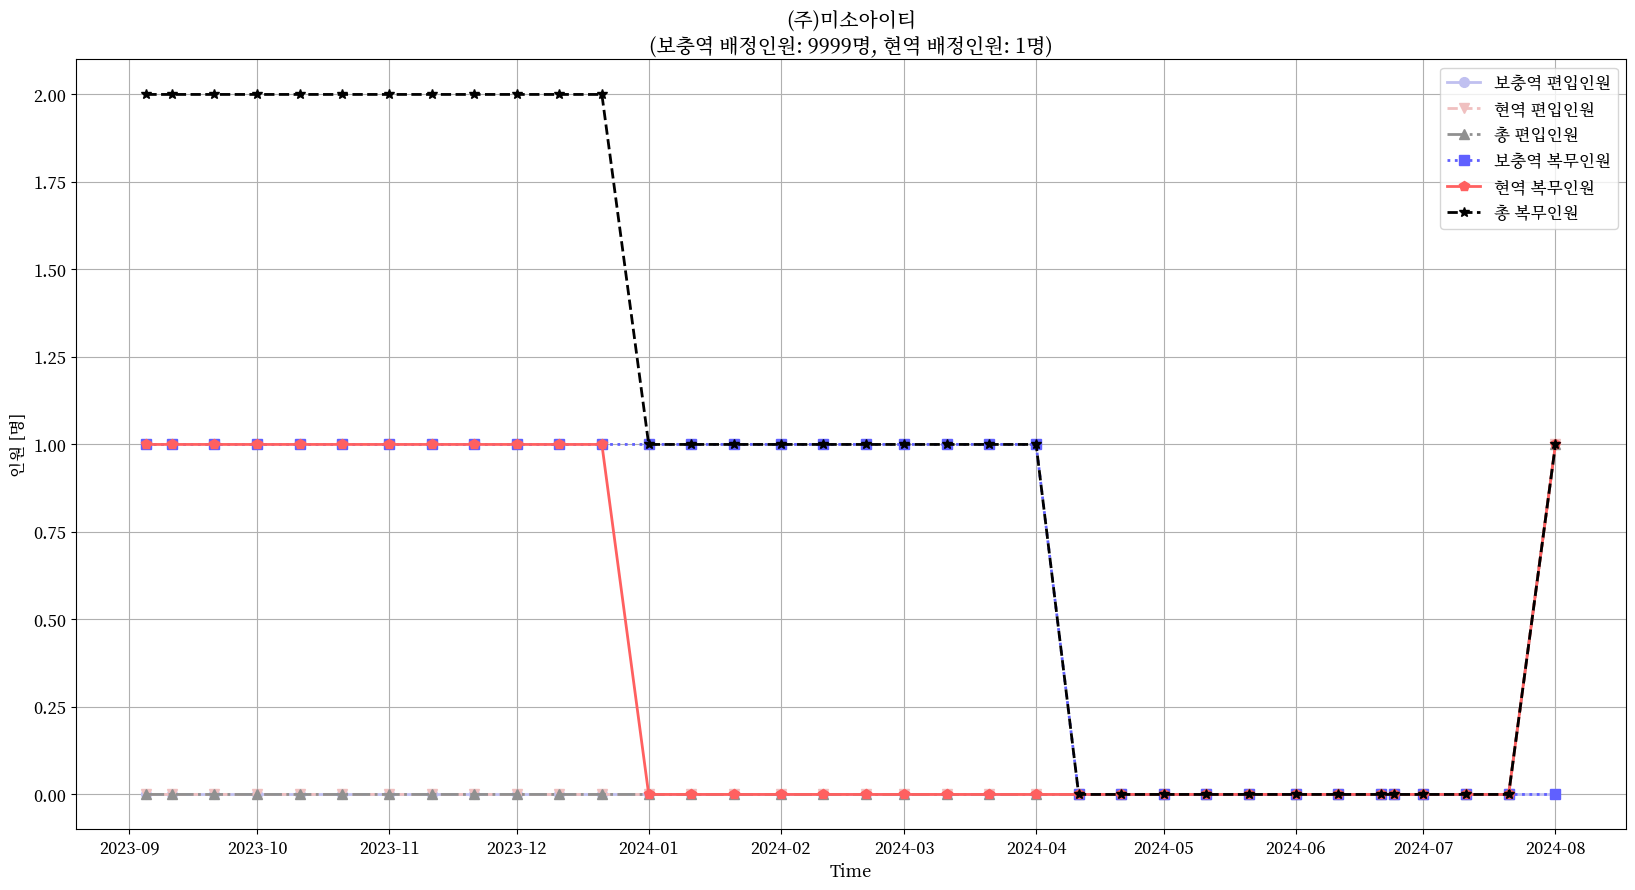 (주)미소아이티
(보충역 배정인원: 9999명, 현역 배정인원: 1명)
보충역 편입인원
현역 편입인원
총 편입인원
보충역 복무인원
현역 복무인원
총 복무인원
인원 [명]
2.00
1.75
1.50
1.25
1.00
0.75
0.50
0.25
0.00
2023-09 2023-10 2023-11 2023-12 2024-01 2024-02 2024-03 2024-04 2024-05 2024-06 2024-07 2024-08
Time